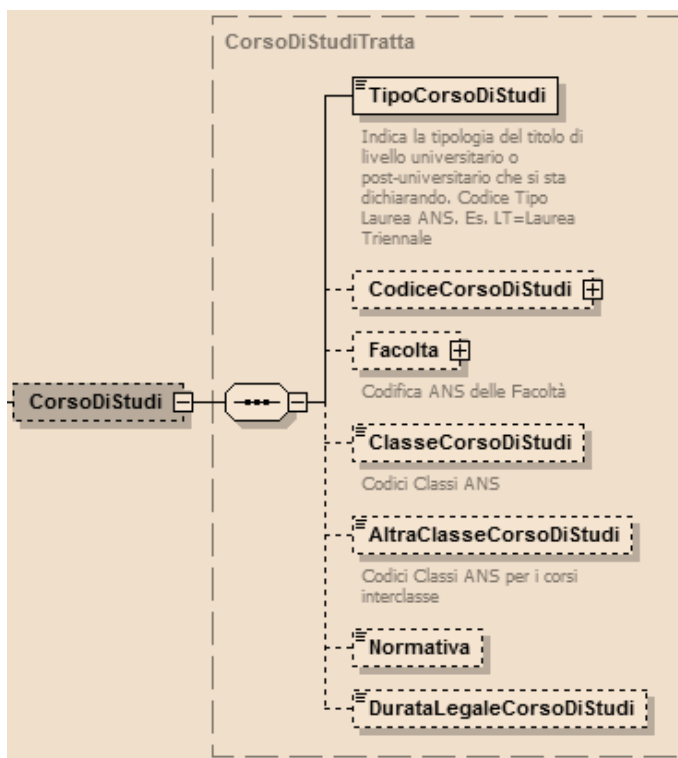 CorsoDiStudiTratta
TipoCorsoDiStudi
Indica la tipologia del titolo di
livello universitario o
post-universitario che si sta
dichiarando. Codice Tipo
Laurea ANS. Es. LT=Laurea
Triennale
CodiceCorsoDiStudi
Facolta
Codifica ANS delle Facoltà
CorsoDiStudi
ClasseCorsoDiStudi
Codici Classi ANS
AltraClasseCorsoDiStudi
Codici Classi ANS per i corsi
interclasse
Normativa
DurataLegaleCorsoDiStudi